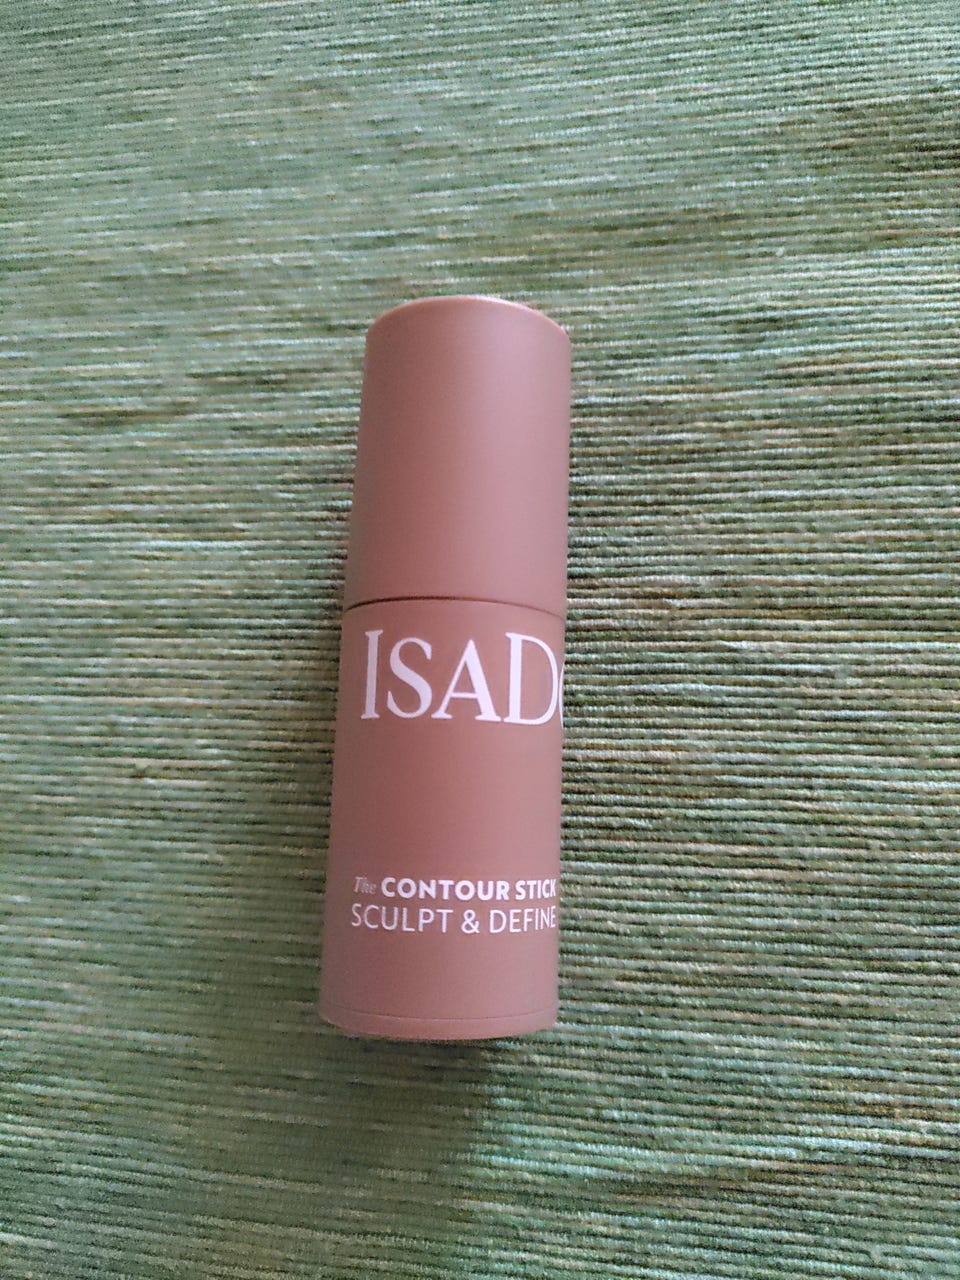 ISAD
The CONTOUR STICK
SCULPT & DEFINE